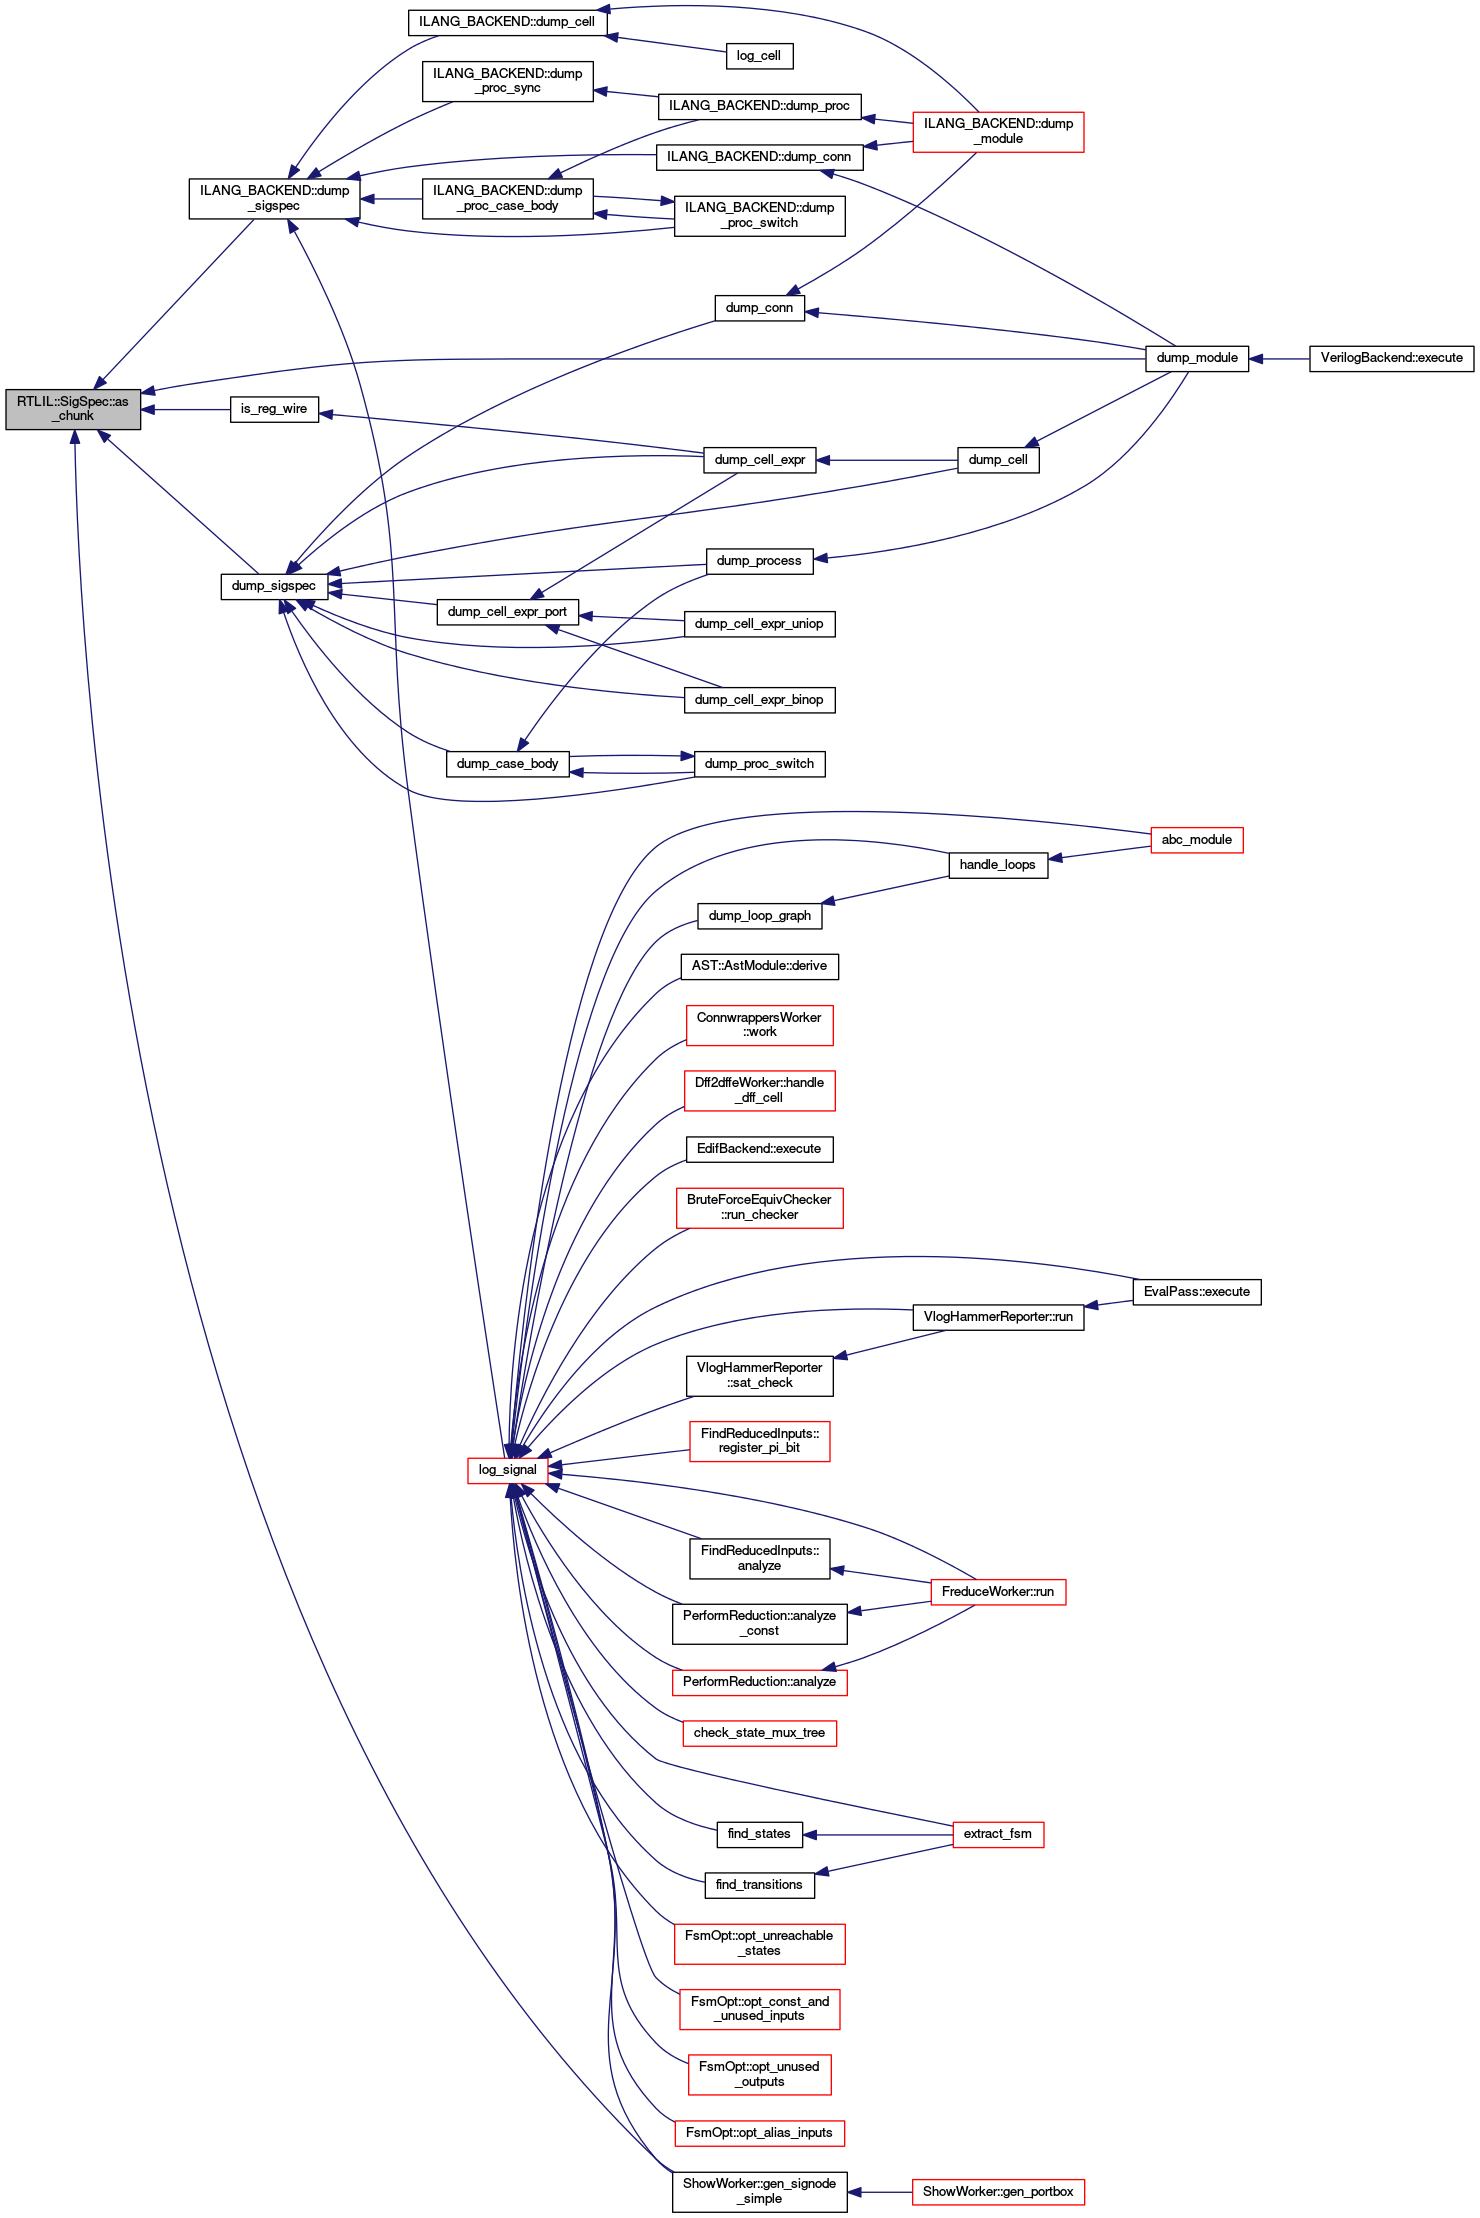 ILANG_BACKEND::dump_cell
log_cell
ILANG_BACKEND::dump
_proc_sync
ILANG_BACKEND::dump_proc
ILANG_BACKEND::dump
_module
ILANG_BACKEND::dump_conn
ILANG_BACKEND::dump
_sigspec
ILANG_BACKEND::dump
_proc_case_body
ILANG_BACKEND::dump
_proc_switch
dump_conn
dump_module
VerilogBackend::execute
RTLIL::SigSpec::as
_chunk
is_reg_wire
dump_cell_expr
dump_cell
dump_process
dump_sigspec
dump_cell_expr_port
dump_cell_expr_uniop
dump_cell_expr_binop
dump_case_body
dump_proc_switch
abc_module
handle_loops
dump_loop_graph
AST::AstModule::derive
ConnwrappersWorker
::work
Dff2dffeWorker::handle
_dff_cell
EdifBackend::execute
BruteForceEquivChecker
::run_checker
EvalPass::execute
VlogHammerReporter::run
VlogHammerReporter
::sat_check
FindReducedInputs::
register_pi_bit
log_signal
FindReducedInputs::
analyze
FreduceWorker::run
PerformReduction::analyze
_const
PerformReduction::analyze
check_state_mux_tree
find_states
extract_fsm
find_transitions
FsmOpt::opt_unreachable
_states
FsmOpt::opt_const_and
_unused_inputs
FsmOpt::opt_unused
_outputs
FsmOpt::opt_alias_inputs
ShowWorker::gen_signode
_simple
ShowWorker::gen_portbox